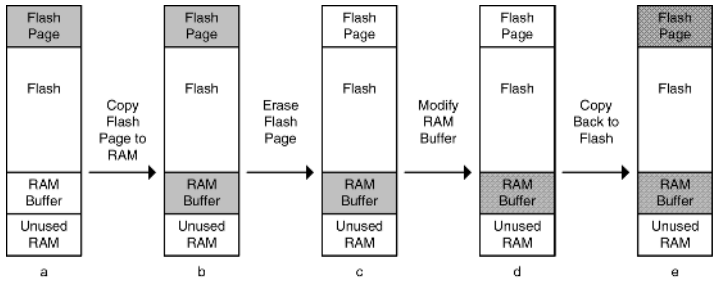 Flash
Page
Flash
RAM
Buffer
Unused
RAM
a
Copy
Flash
Page to
RAM
Flash
Page
Flash
RAM
Buffer
Unused
RAM
b
Erase
Flash
Page
Flash
Page
Flash
RAM
Buffer
Unused
RAM
c
Modify
RAM
Buffer
Flash
Page
Flash
RAM
Buffer
Unused
RAM
d
Copy
Back to
Flash
Flash
Page
Flash
RAM
Buffer
Unused
RAM
e